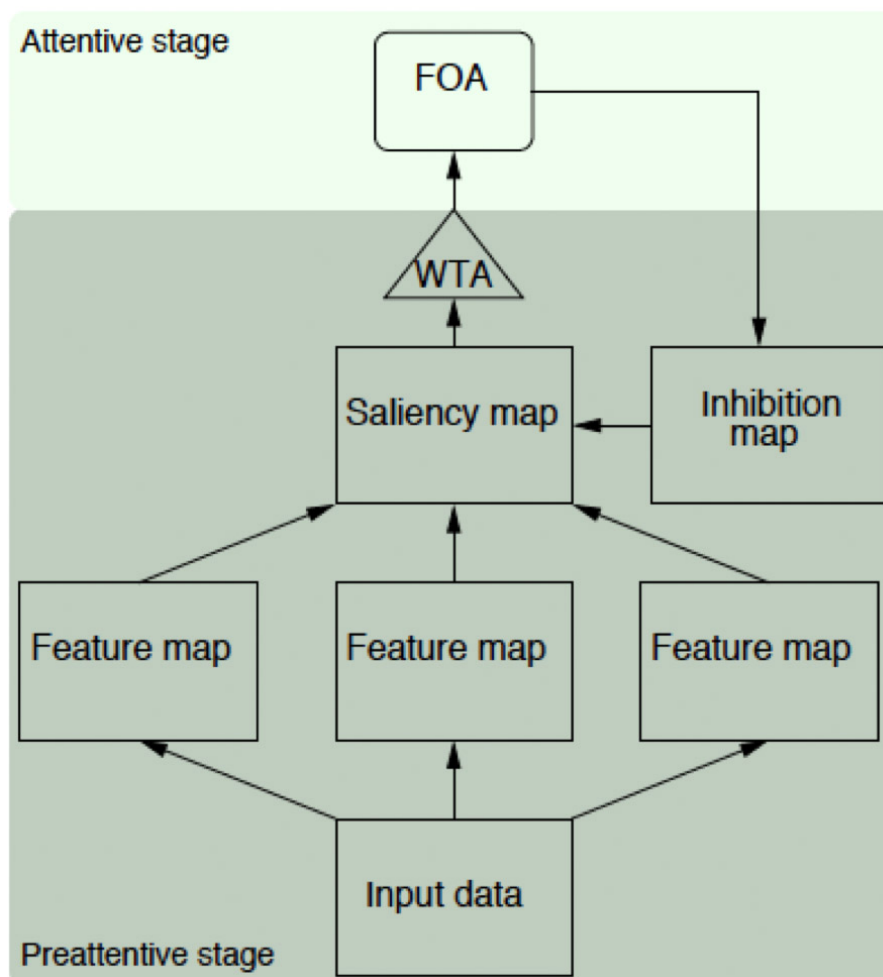 Attentive stage
FOA
WTA
Saliency map
Inhibition
map
Feature map
Feature map
Feature map
Input data
Preattentive stage